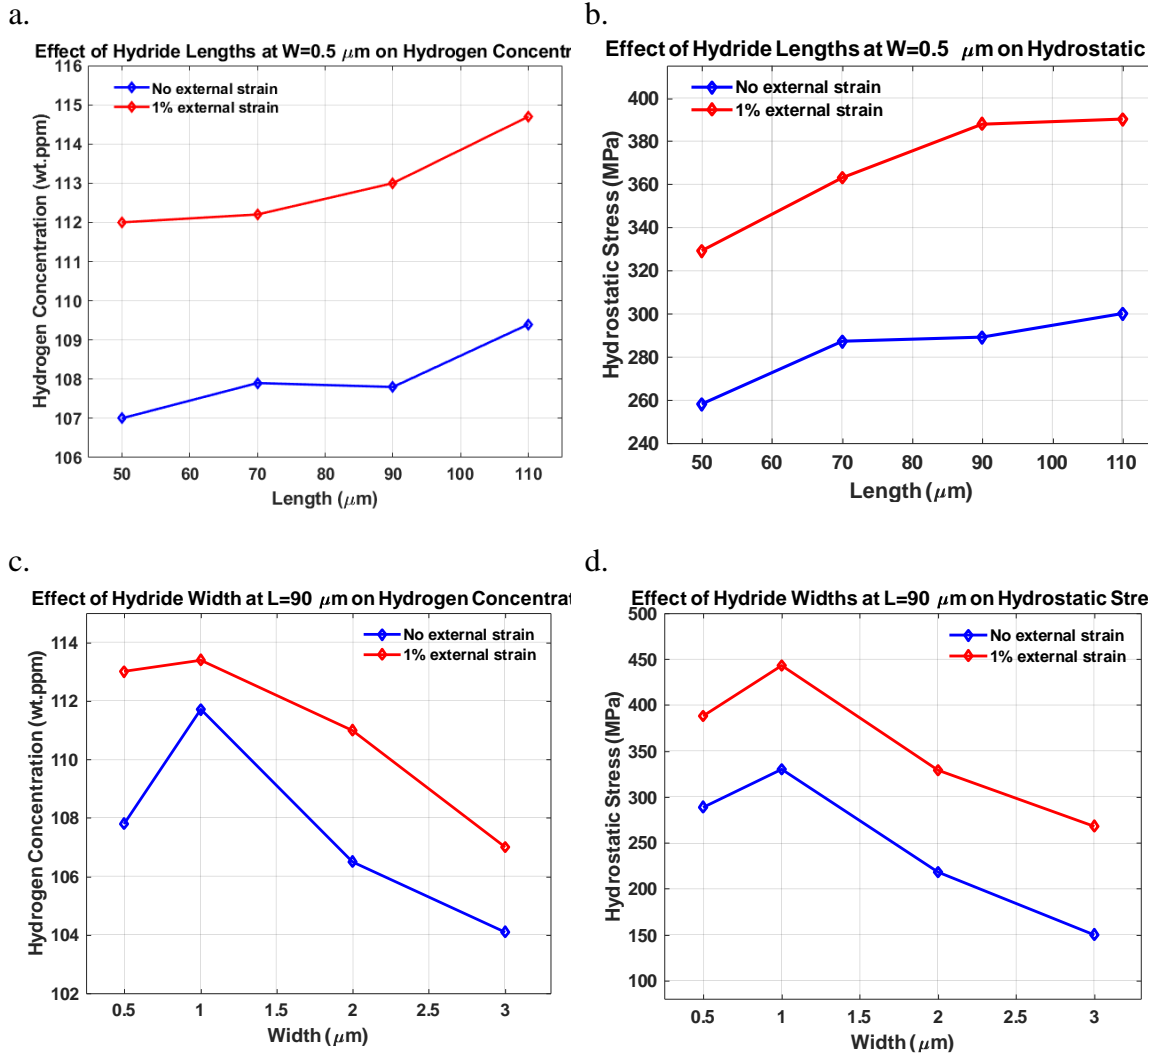 a.
Effect of Hydride Lengths at W=0.5 μm on Hydrogen Concentr
116
115
114
113
112
111
110
109
108
107
106
Hydrogen Concentration (wt.ppm)
No external strain
1% external strain
50 60 70 80 90 100 110
Length (μm)
b.
Effect of Hydride Lengths at W=0.5 μm on Hydrostatic
400
380
360
340
320
300
280
260
240
Hydrostatic Stress (MPa)
No external strain
1% external strain
50 60 70 80 90 100 110
Length (μm)
c.
Effect of Hydride Width at L=90 μm on Hydrogen Concentrat
114
112
110
108
106
104
102
Hydrogen Concentration (wt.ppm)
No external strain
1% external strain
0.5 1 1.5 2 2.5 3
Width (μm)
d.
Effect of Hydride Widths at L=90 μm on Hydrostatic Stre
500
450
400
350
300
250
200
150
100
Hydrostatic Stress (MPa)
No external strain
1% external strain
0.5 1 1.5 2 2.5 3
Width (μm)